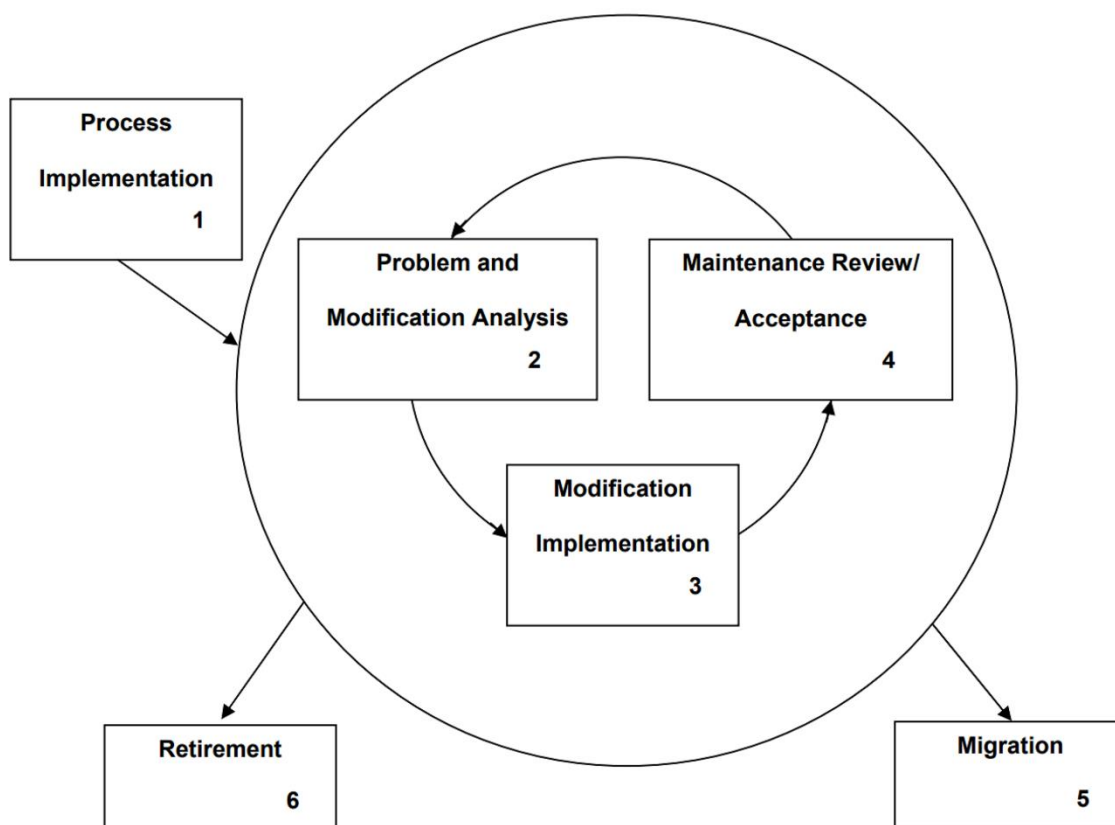 Process
Implementation
1
Problem and
Modification Analysis
2
Maintenance Review/
Acceptance
4
Modification
Implementation
3
Retirement
6
Migration
5